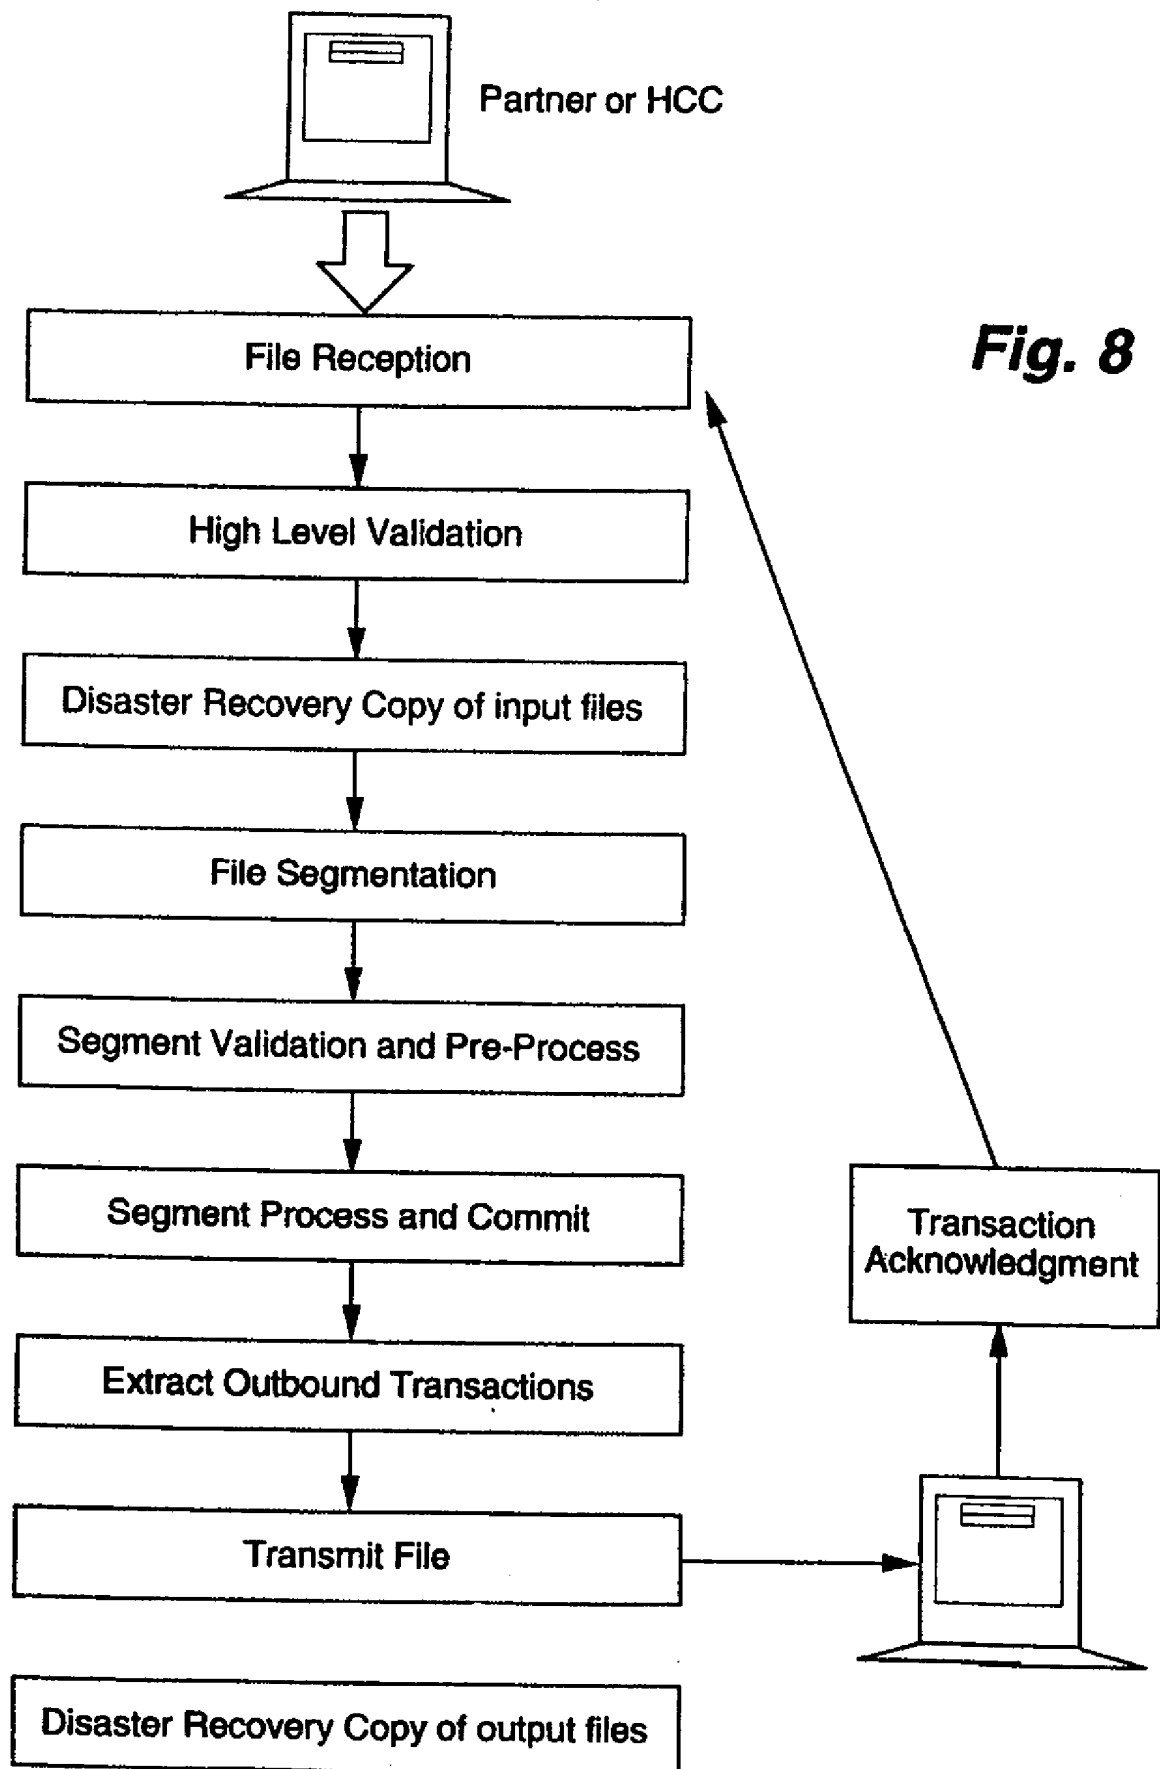 Partner or HCC
Fig. 8
File Reception
High Level Validation
Disaster Recovery Copy of input files
File Segmentation
Segment Validation and Pre-Process
Segment Process and Commit
Transaction
Acknowledgment
Extract Outbound Transactions
Transmit File
Disaster Recovery Copy of output files